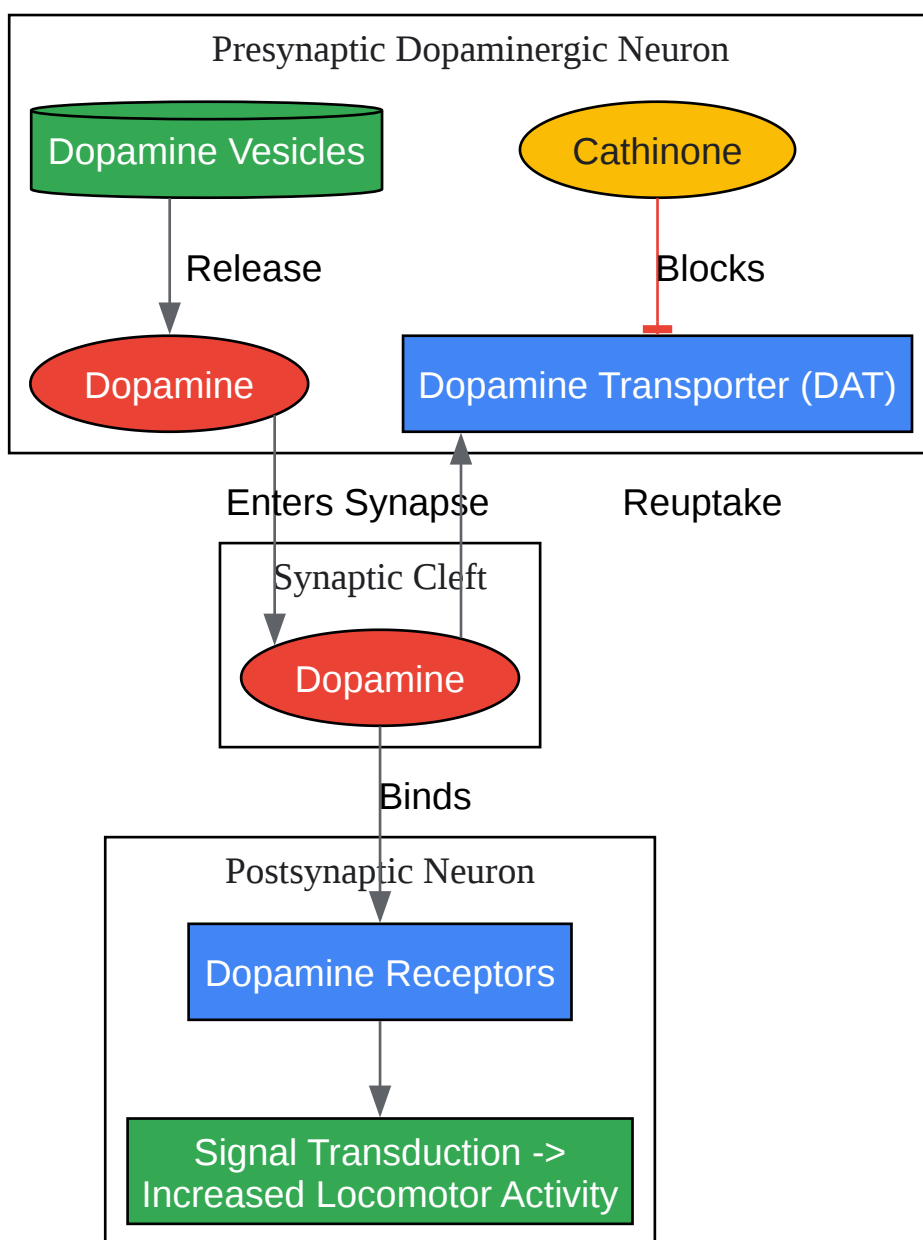 Presynaptic Dopaminergic Neuron
Dopamine Vesicles
Cathinone
Release
Blocks
Dopamine
Dopamine Transporter (DAT)
Enters Synapse
Reuptake
Synaptic Cleft
Dopamine
Binds
Postsynaptic Neuron
Dopamine Receptors
Signal Transduction ->
Increased Locomotor Activity